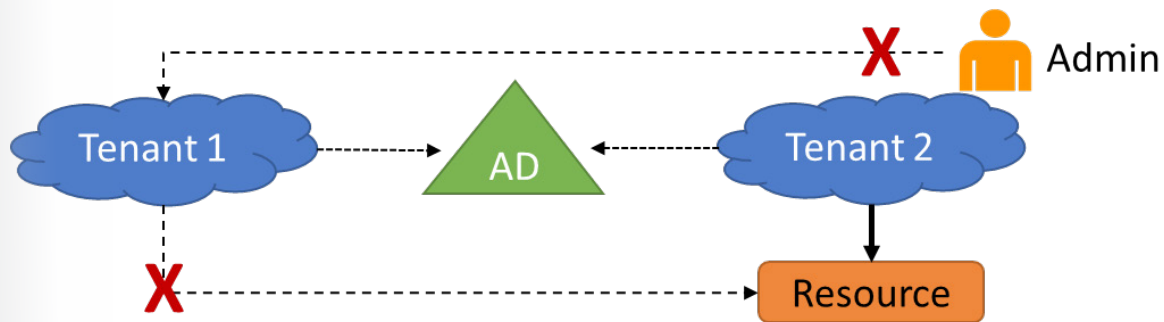 X
Admin
Tenant 1
AD
Tenant 2
X
Resource